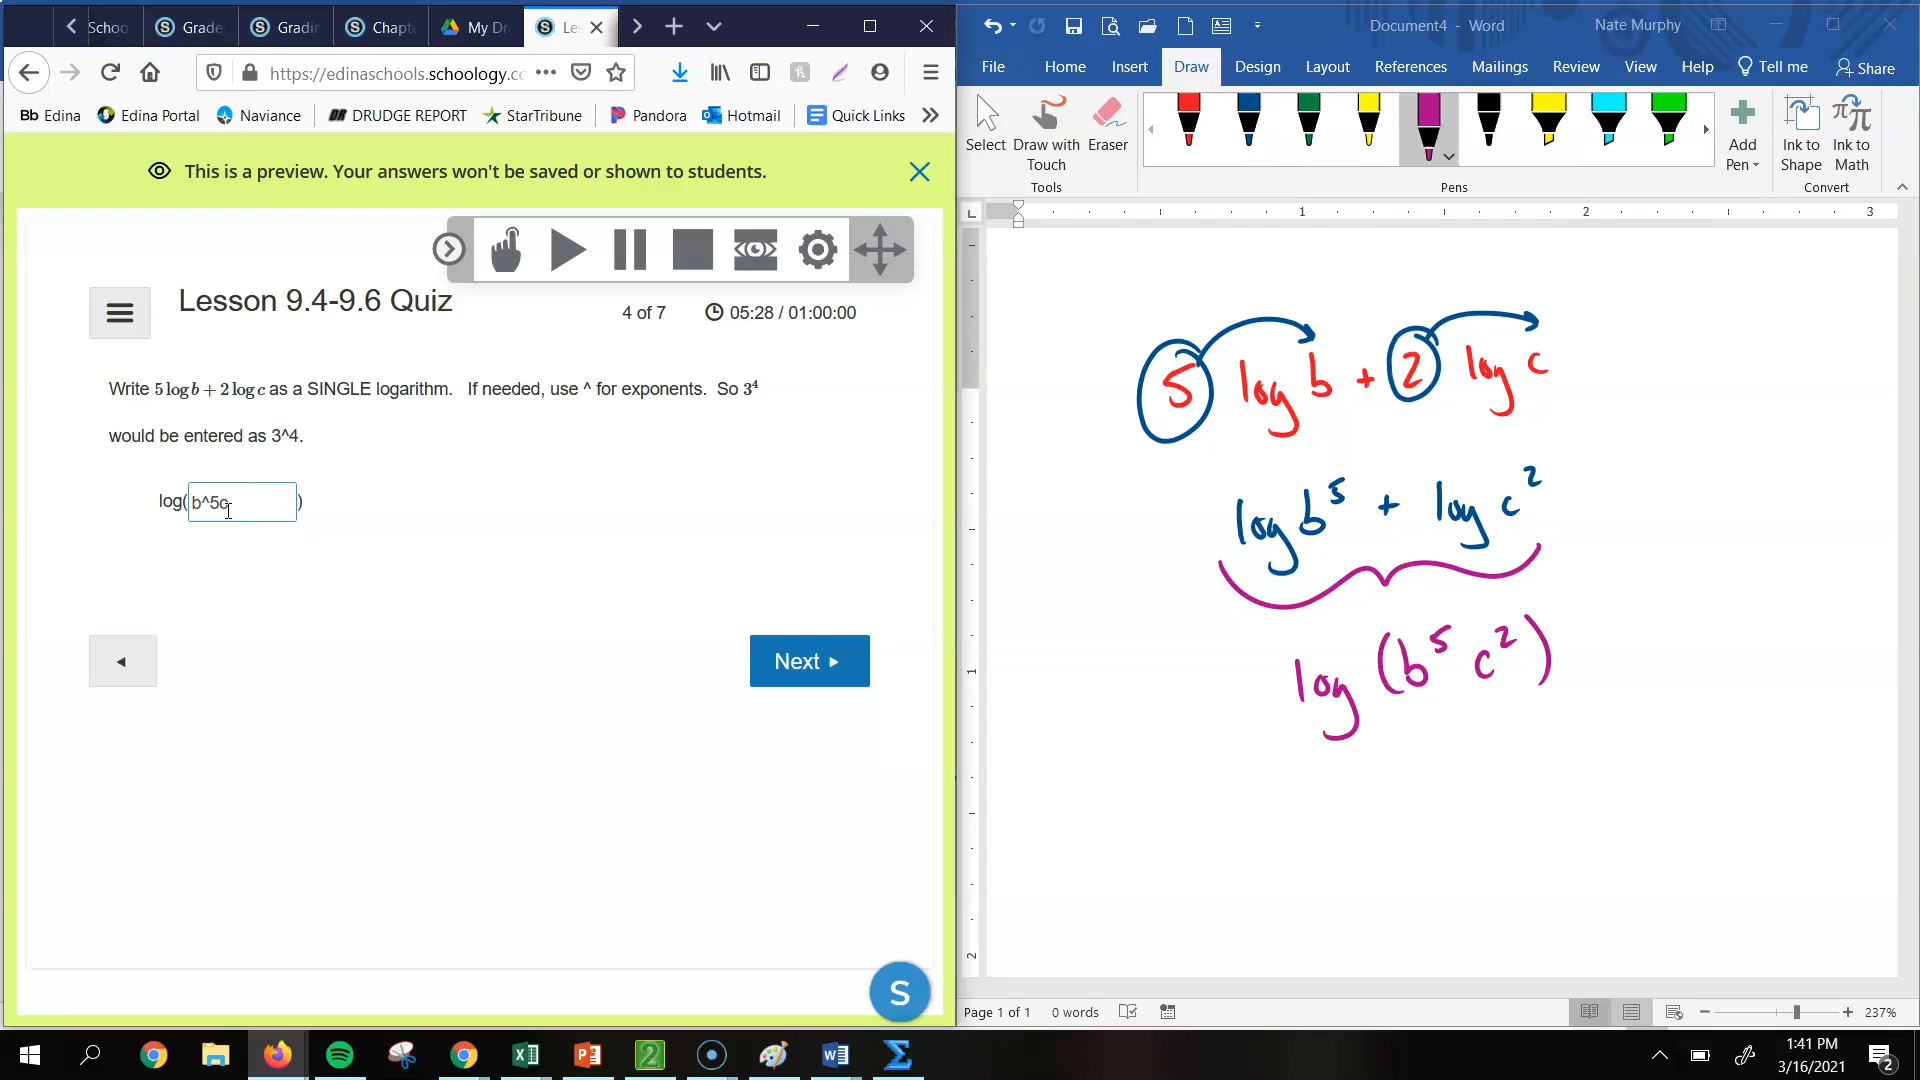 Schoo
Grade
Gradin
Chapt
My Dr
Les
https://edinaschools.schoology.co
Bb Edina
Edina Portal
Naviance
DR DRUDGE REPORT
StarTribune
Pandora
Hotmail
Quick Links
This is a preview. Your answers won't be saved or shown to students.
Lesson 9.4-9.6 Quiz
4 of 7
05:28 / 01:00:00
Write 5 log b + 2 log c as a SINGLE logarithm. If needed, use ^ for exponents. So 3⁴
would be entered as 3^4.
log( b^5c )
Next
S
Document4 - Word
Nate Murphy
File Home Insert Draw Design Layout References Mailings Review View Help Tell me Share
Select
Draw with Touch
Eraser
Add Pen
Ink to Shape
Ink to Math
Tools
Pens
Convert
L
1 2 3
5 log b + 2 log c
log b⁵ + log c²
log (b⁵ c²)
1
2
Page 1 of 1
0 words
237%
1:41 PM
3/16/2021
2